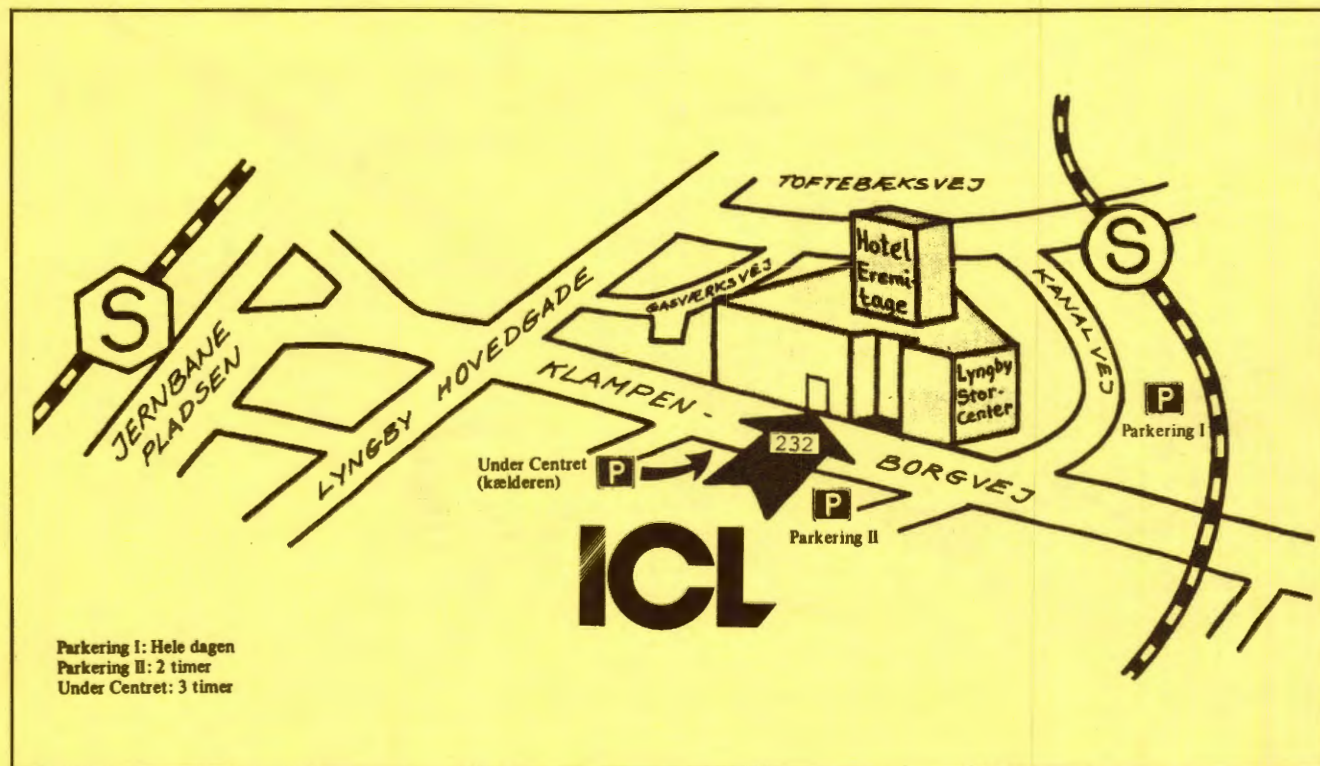 TOFTEBÆKSVEJ
S
S
Hotel
Eremi-
tage
GASVÆRKSVEJ
KANALVEJ
JERNBANE
PLADSEN
LYNGBY HOVEDGADE
KLAMPEN-
BORGVEJ
Lyngby
Stor-
Center
P
Parkering I
232
Under Centret
(kælderen)
P
P
Parkering II
ICL
Parkering I: Hele dagen
Parkering II: 2 timer
Under Centret: 3 timer